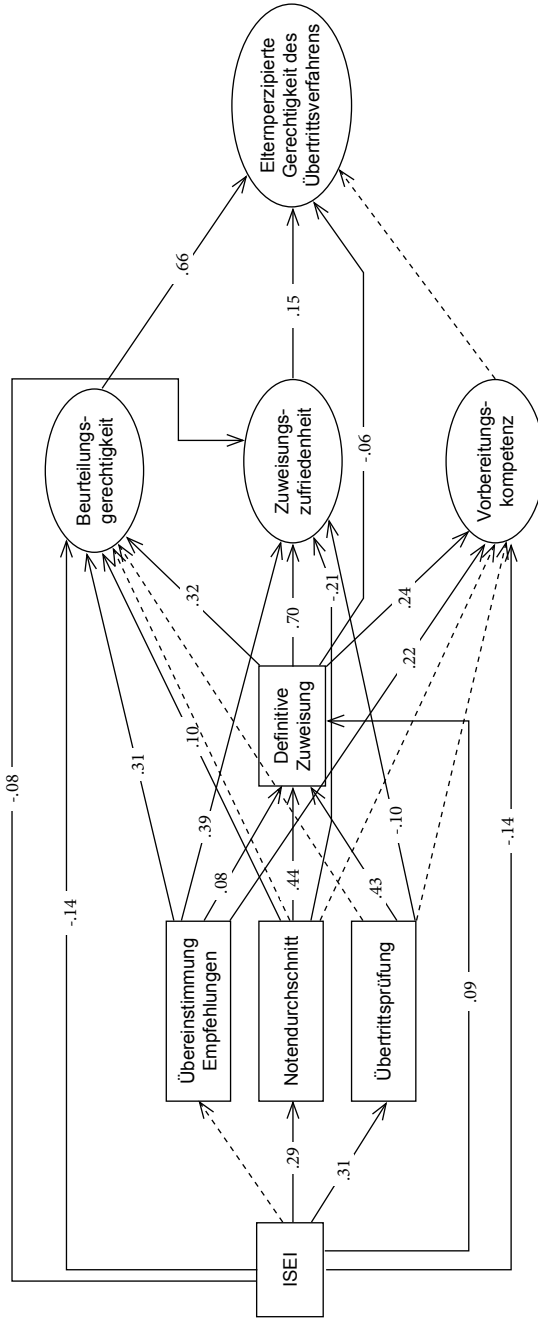 -.08
-.14
.31
.10
.39
.08
.44
.43
-.10
.32
.70
-.21
.24
.22
-.06
.66
.15
.29
.31
.09
-.14
ISEI
Übereinstimmung
Empfehlungen
Notendurchschnitt
Übertrittsprüfung
Definitive
Zuweisung
Beurteilungs-
gerechtigkeit
Zuweisungs-
zufriedenheit
Vorbereitungs-
kompetenz
Elternperzipierte
Gerechtigkeit des
Übertrittsverfahrens